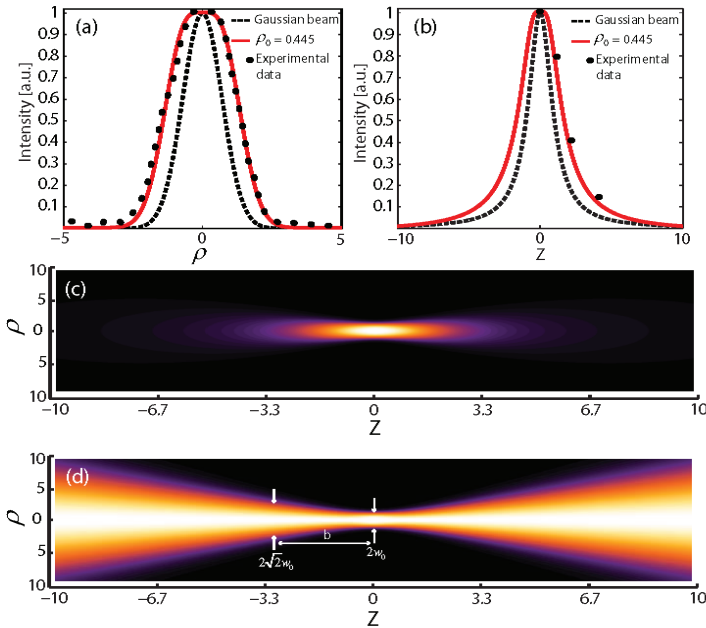 (a)
Gaussian beam
ρ₀ = 0.445
Experimental data
Intensity [a.u.]
1
0.9
0.8
0.7
0.6
0.5
0.4
0.3
0.2
0.1
−5
0
5
ρ
(b)
Gaussian beam
ρ₀ = 0.445
Experimental data
Intensity [a.u.]
1
0.9
0.8
0.7
0.6
0.5
0.4
0.3
0.2
0.1
−10
0
10
Z
(c)
ρ
10
5
0
5
10
−10
−6.7
−3.3
0
3.3
6.7
10
Z
(d)
ρ
10
5
0
5
10
b
2√2w₀
2w₀
−10
−6.7
−3.3
0
3.3
6.7
10
Z